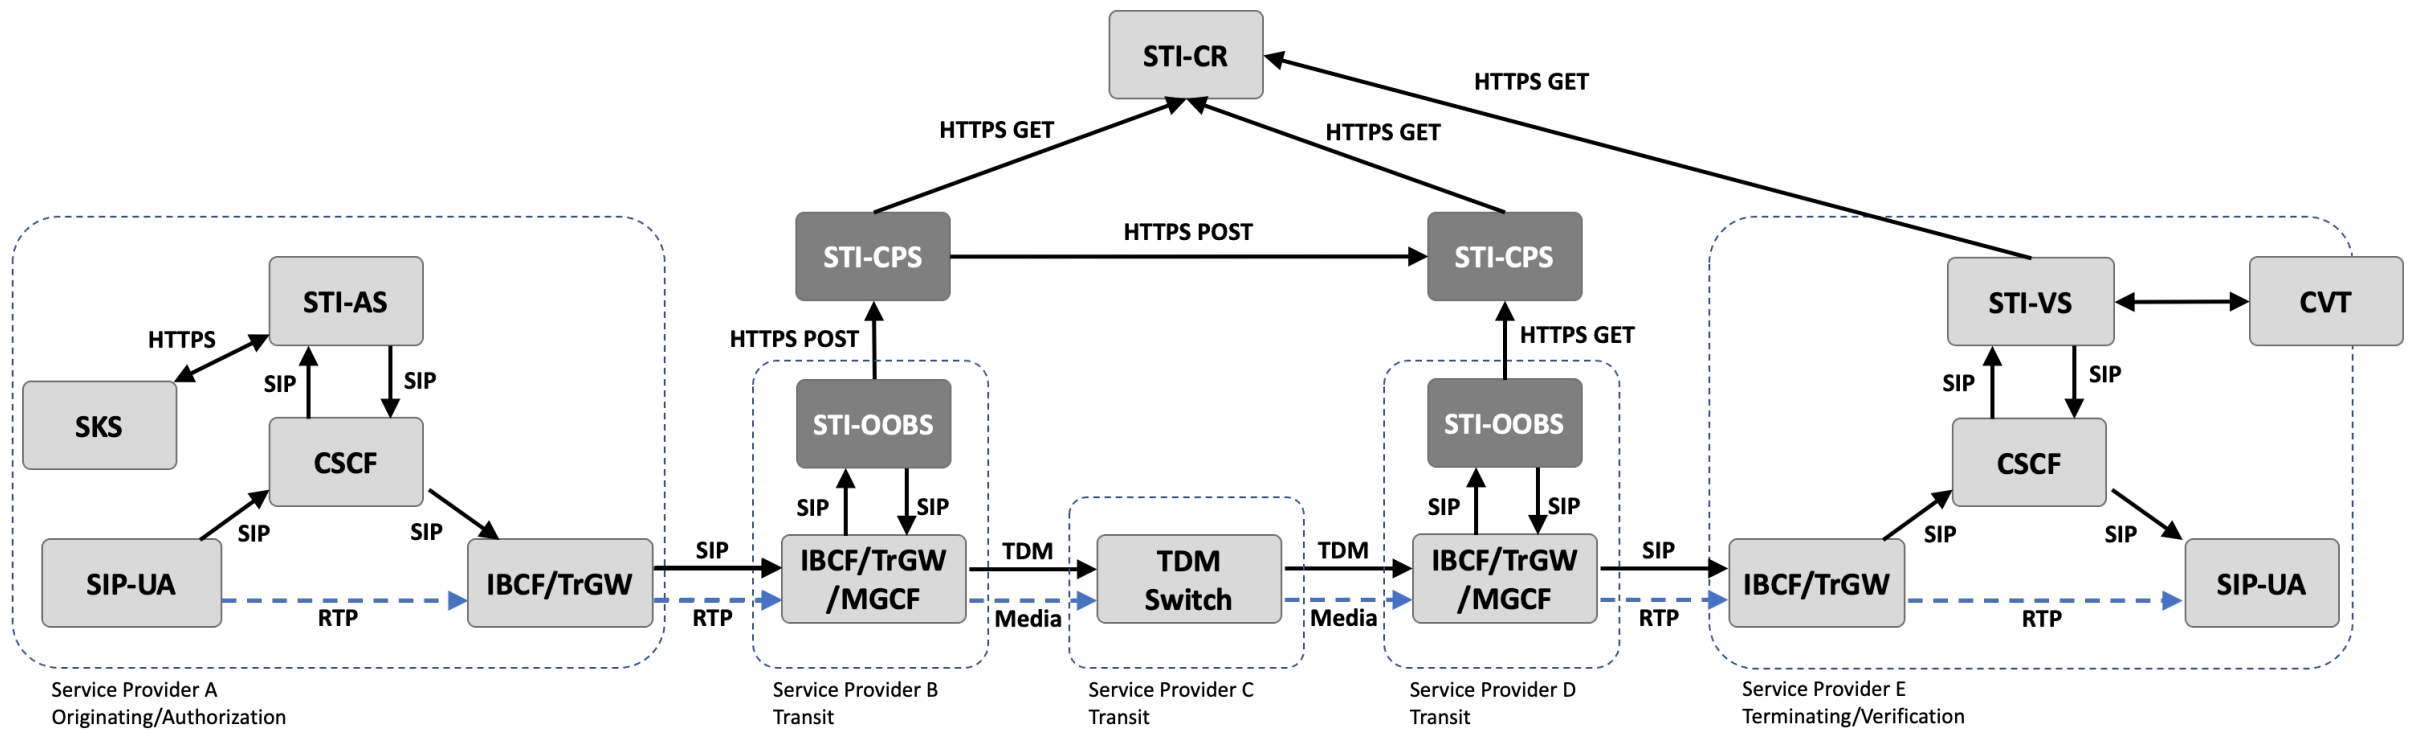 STI-CR
HTTPS GET
HTTPS GET
HTTPS GET
STI-CPS
HTTPS POST
STI-CPS
STI-AS
STI-VS
CVT
HTTPS
HTTPS POST
HTTPS GET
SIP
SIP
SIP
SIP
SKS
STI-OOBS
STI-OOBS
CSCF
CSCF
SIP
SIP
SIP
SIP
SIP
SIP
SIP
SIP
SIP-UA
IBCF/TrGW
SIP
IBCF/TrGW
/MGCF
TDM
TDM
Switch
TDM
IBCF/TrGW
/MGCF
SIP
IBCF/TrGW
SIP-UA
RTP
RTP
Media
Media
RTP
RTP
Service Provider A
Originating/Authorization
Service Provider B
Transit
Service Provider C
Transit
Service Provider D
Transit
Service Provider E
Terminating/Verification